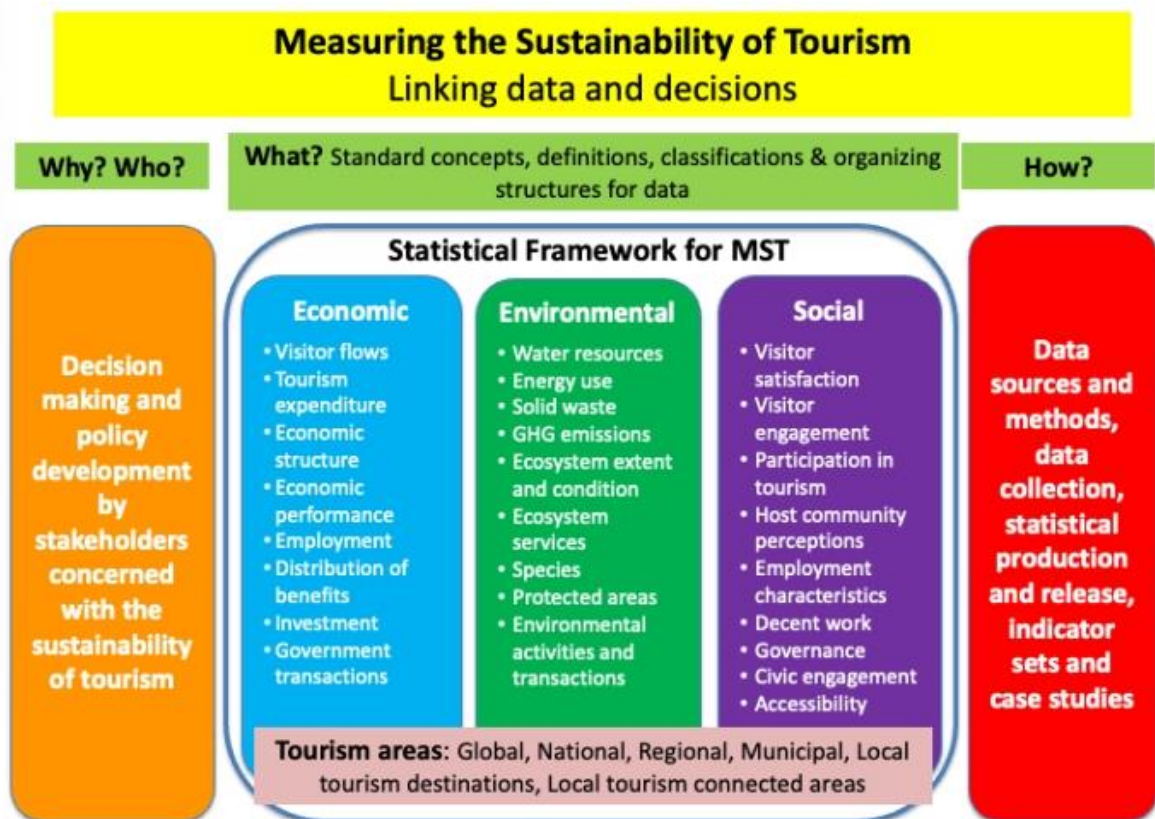 Measuring the Sustainability of Tourism
Linking data and decisions
Why? Who?
What? Standard concepts, definitions, classifications & organizing
structures for data
How?
Decision
making and
policy
development
by
stakeholders
concerned
with the
sustainability
of tourism
Statistical Framework for MST
Economic
• Visitor flows
• Tourism
expenditure
• Economic
structure
• Economic
performance
• Employment
• Distribution of
benefits
• Investment
• Government
transactions
Environmental
• Water resources
• Energy use
• Solid waste
• GHG emissions
• Ecosystem extent
and condition
• Ecosystem
services
• Species
• Protected areas
• Environmental
activities and
transactions
Social
• Visitor
satisfaction
• Visitor
engagement
• Participation in
tourism
• Host community
perceptions
• Employment
characteristics
• Decent work
• Governance
• Civic engagement
• Accessibility
Tourism areas: Global, National, Regional, Municipal, Local
tourism destinations, Local tourism connected areas
Data
sources and
methods,
data
collection,
statistical
production
and release,
indicator
sets and
case studies